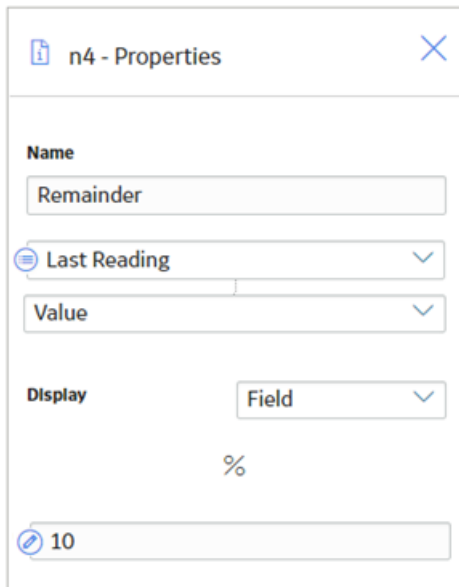 n4 - Properties
Name
Remainder
Last Reading
Value
Display Field
%
10